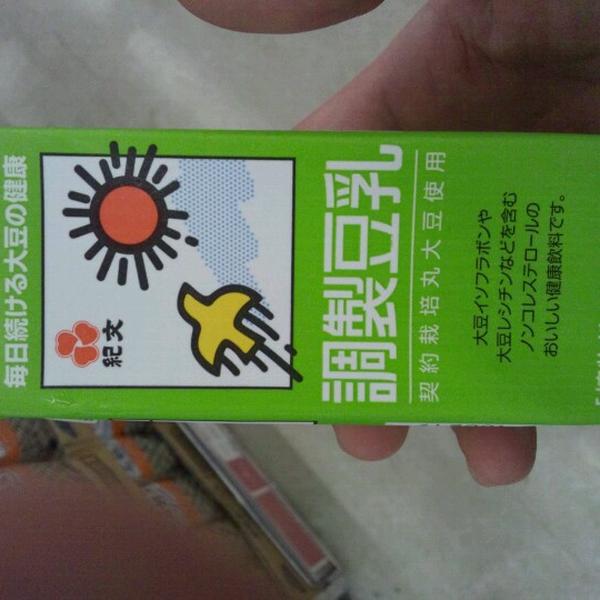 毎日続ける大豆の健康
紀文
調製豆乳
契約栽培丸大豆使用
大豆イソフラボンや
大豆レシチンなどを含む
ノンコレステロールの
おいしい健康飲料です。